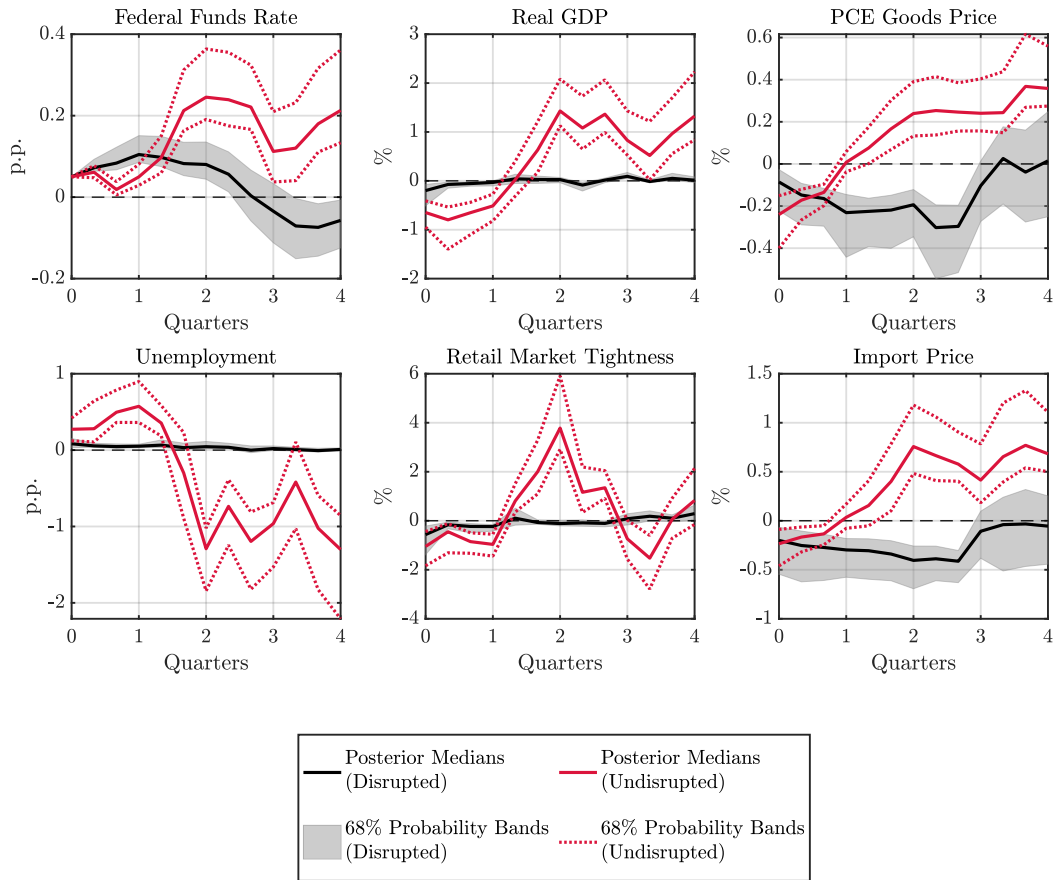 Federal Funds Rate
0.4
0.2
0
-0.2
p.p.
0 1 2 3 4
Quarters
Real GDP
3
2
1
0
-1
-2
%
0 1 2 3 4
Quarters
PCE Goods Price
0.6
0.4
0.2
0
-0.2
-0.4
%
0 1 2 3 4
Quarters
Unemployment
1
0
-1
-2
p.p.
0 1 2 3 4
Quarters
Retail Market Tightness
6
4
2
0
-2
-4
%
0 1 2 3 4
Quarters
Import Price
1.5
1
0.5
0
-0.5
-1
%
0 1 2 3 4
Quarters
Posterior Medians
(Disrupted)
Posterior Medians
(Undisrupted)
68% Probability Bands
(Disrupted)
68% Probability Bands
(Undisrupted)